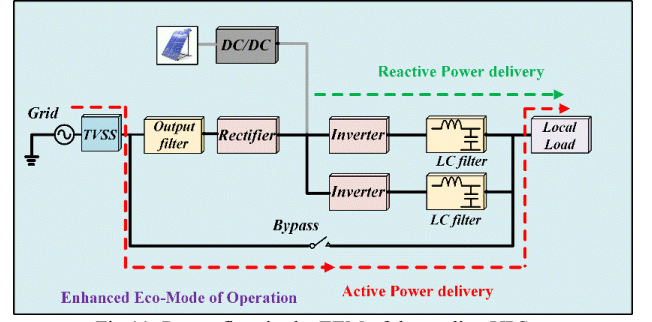 DC/DC
Reactive Power delivery
Grid
TVSS
Output
filter
Rectifier
Inverter
LC filter
Local
Load
Inverter
LC filter
Bypass
Enhanced Eco-Mode of Operation
Active Power delivery